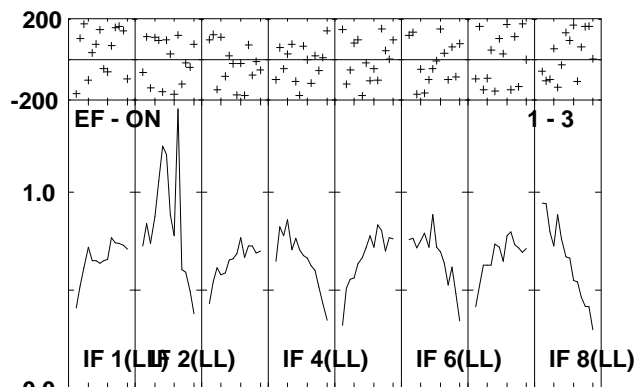 200
-200
EF - ON 1 - 3
1.0
IF 1(LL) IF 2(LL) IF 4(LL) IF 6(LL) IF 8(LL)
0.0